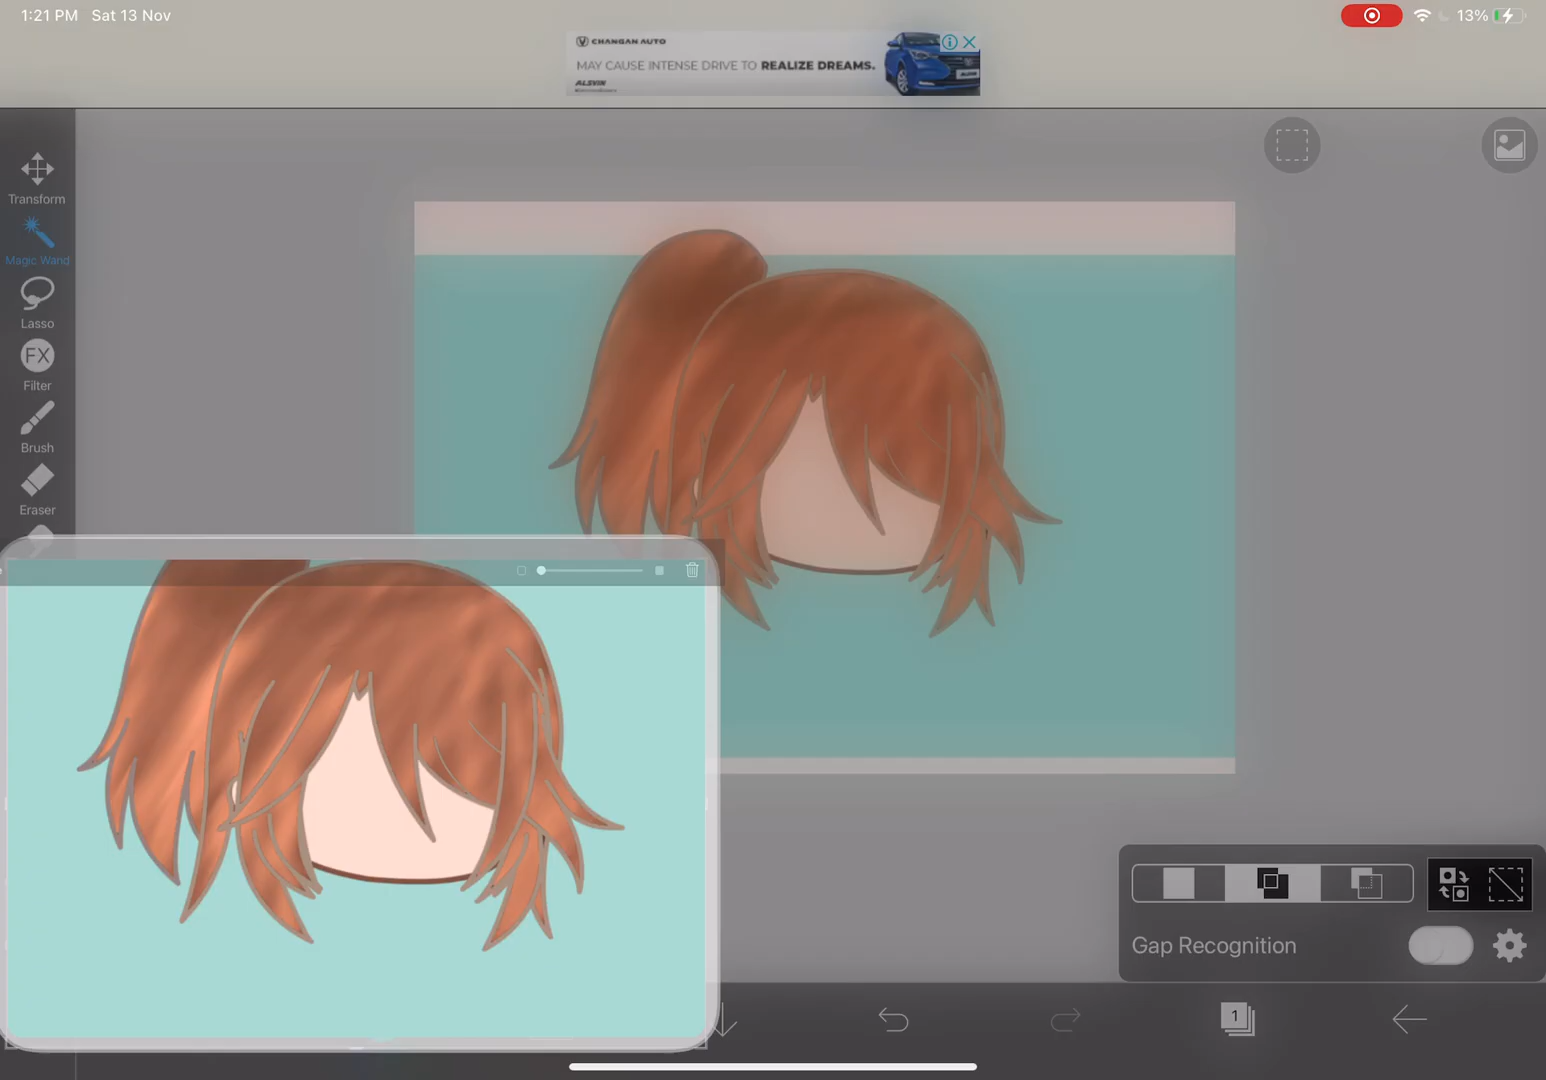 1:21 PM Sat 13 Nov
13%
CHANGAN AUTO
MAY CAUSE INTENSE DRIVE TO REALIZE DREAMS.
ALSVIN
Transform
Magic Wand
Lasso
FX
Filter
Brush
Eraser
Gap Recognition
1